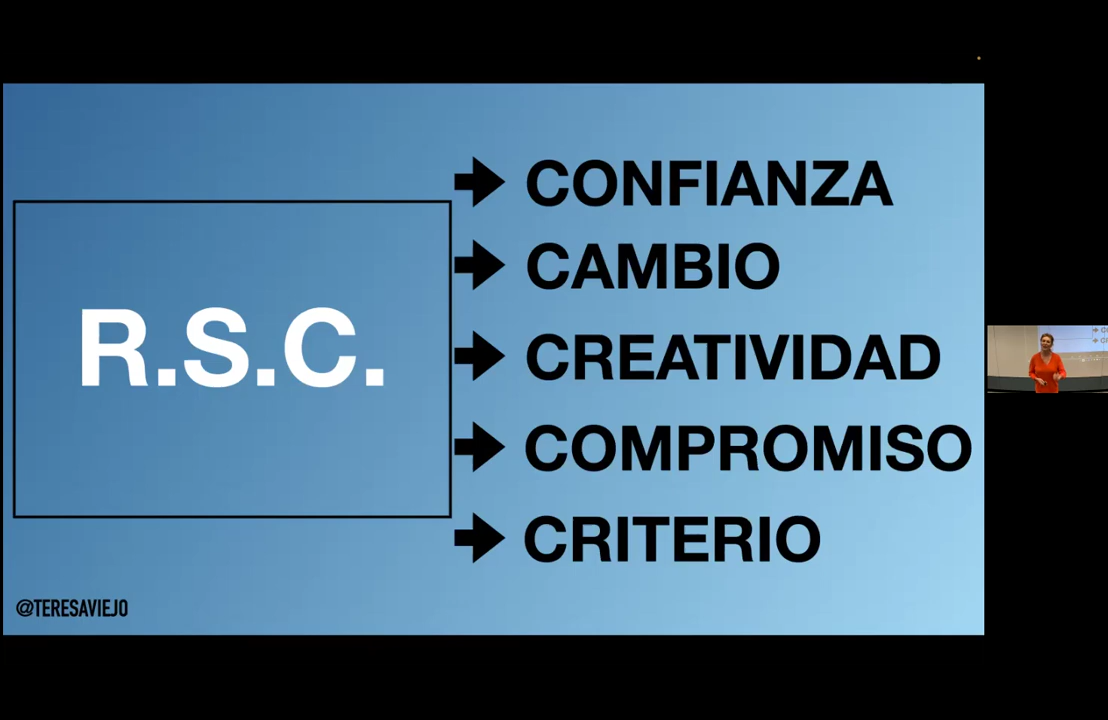 R.S.C.
CONFIANZA
CAMBIO
CREATIVIDAD
COMPROMISO
CRITERIO
@TERESAVIEJO